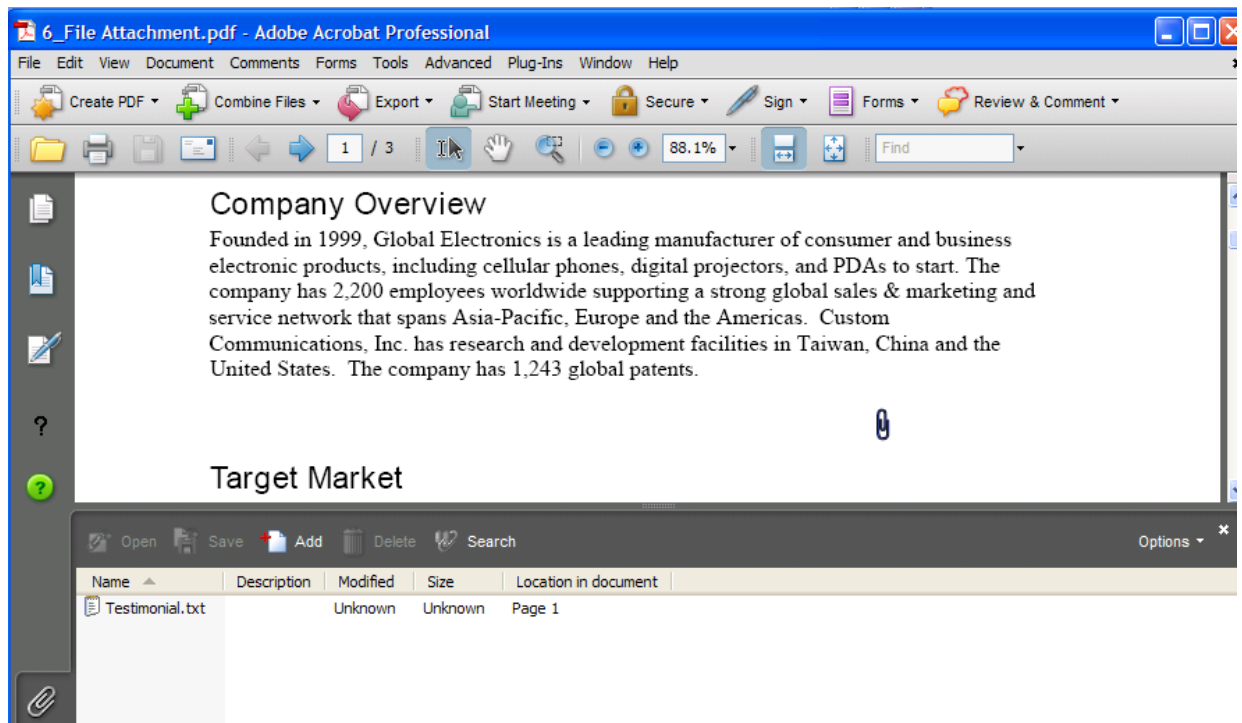 6_File Attachment.pdf - Adobe Acrobat Professional
File Edit View Document Comments Forms Tools Advanced Plug-Ins Window Help
Create PDF Combine Files Export Start Meeting Secure Sign Forms Review & Comment
1 / 3 88.1% Find
Company Overview
Founded in 1999, Global Electronics is a leading manufacturer of consumer and business
electronic products, including cellular phones, digital projectors, and PDAs to start. The
company has 2,200 employees worldwide supporting a strong global sales & marketing and
service network that spans Asia-Pacific, Europe and the Americas.  Custom
Communications, Inc. has research and development facilities in Taiwan, China and the
United States.  The company has 1,243 global patents.
?
Target Market
?
Open Save Add Delete Search Options
Name Description Modified Size Location in document
Testimonial.txt Unknown Unknown Page 1